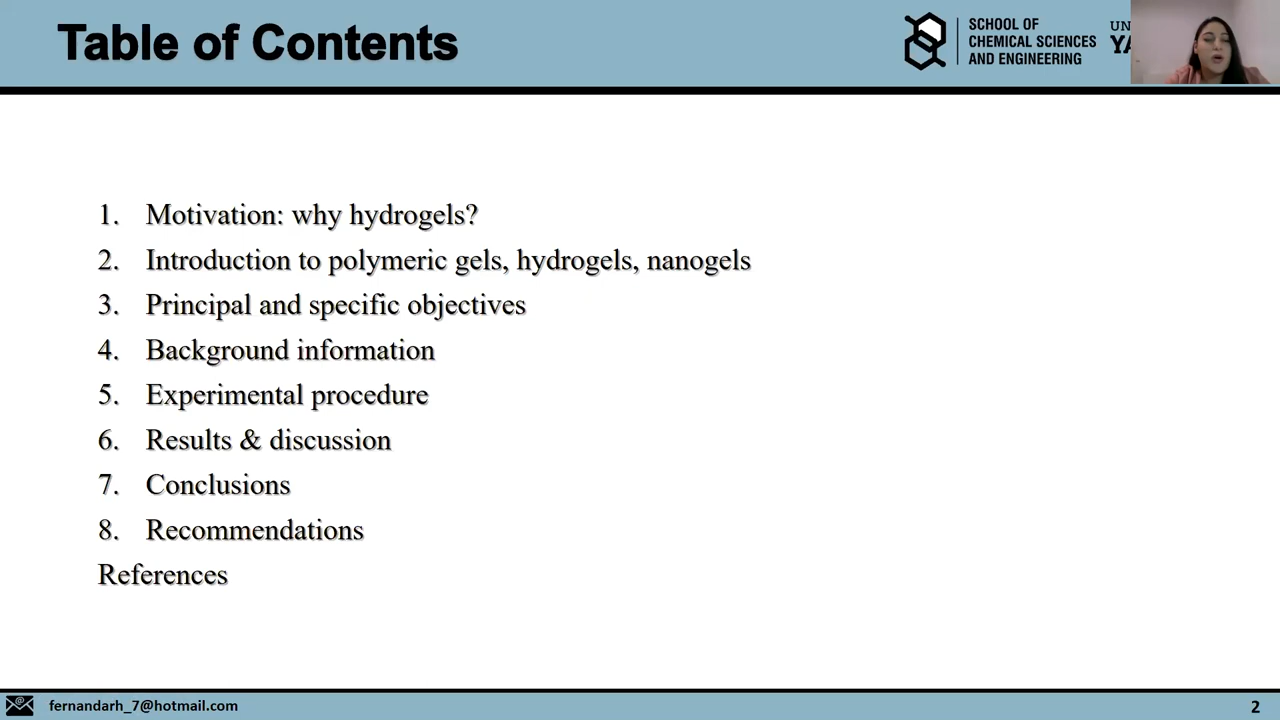 Table of Contents
SCHOOL OF
CHEMICAL SCIENCES
AND ENGINEERING
1. Motivation: why hydrogels?
2. Introduction to polymeric gels, hydrogels, nanogels
3. Principal and specific objectives
4. Background information
5. Experimental procedure
6. Results & discussion
7. Conclusions
8. Recommendations
References
fernandarh_7@hotmail.com
2